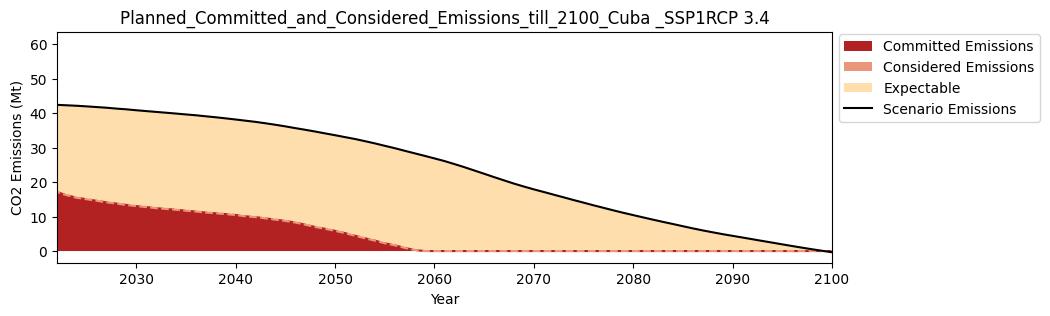 Planned_Committed_and_Considered_Emissions_till_2100_Cuba _SSP1RCP 3.4
60
50
40
30
20
10
0
CO2 Emissions (Mt)
2030 2040 2050 2060 2070 2080 2090 2100
Year
Committed Emissions
Considered Emissions
Expectable
Scenario Emissions